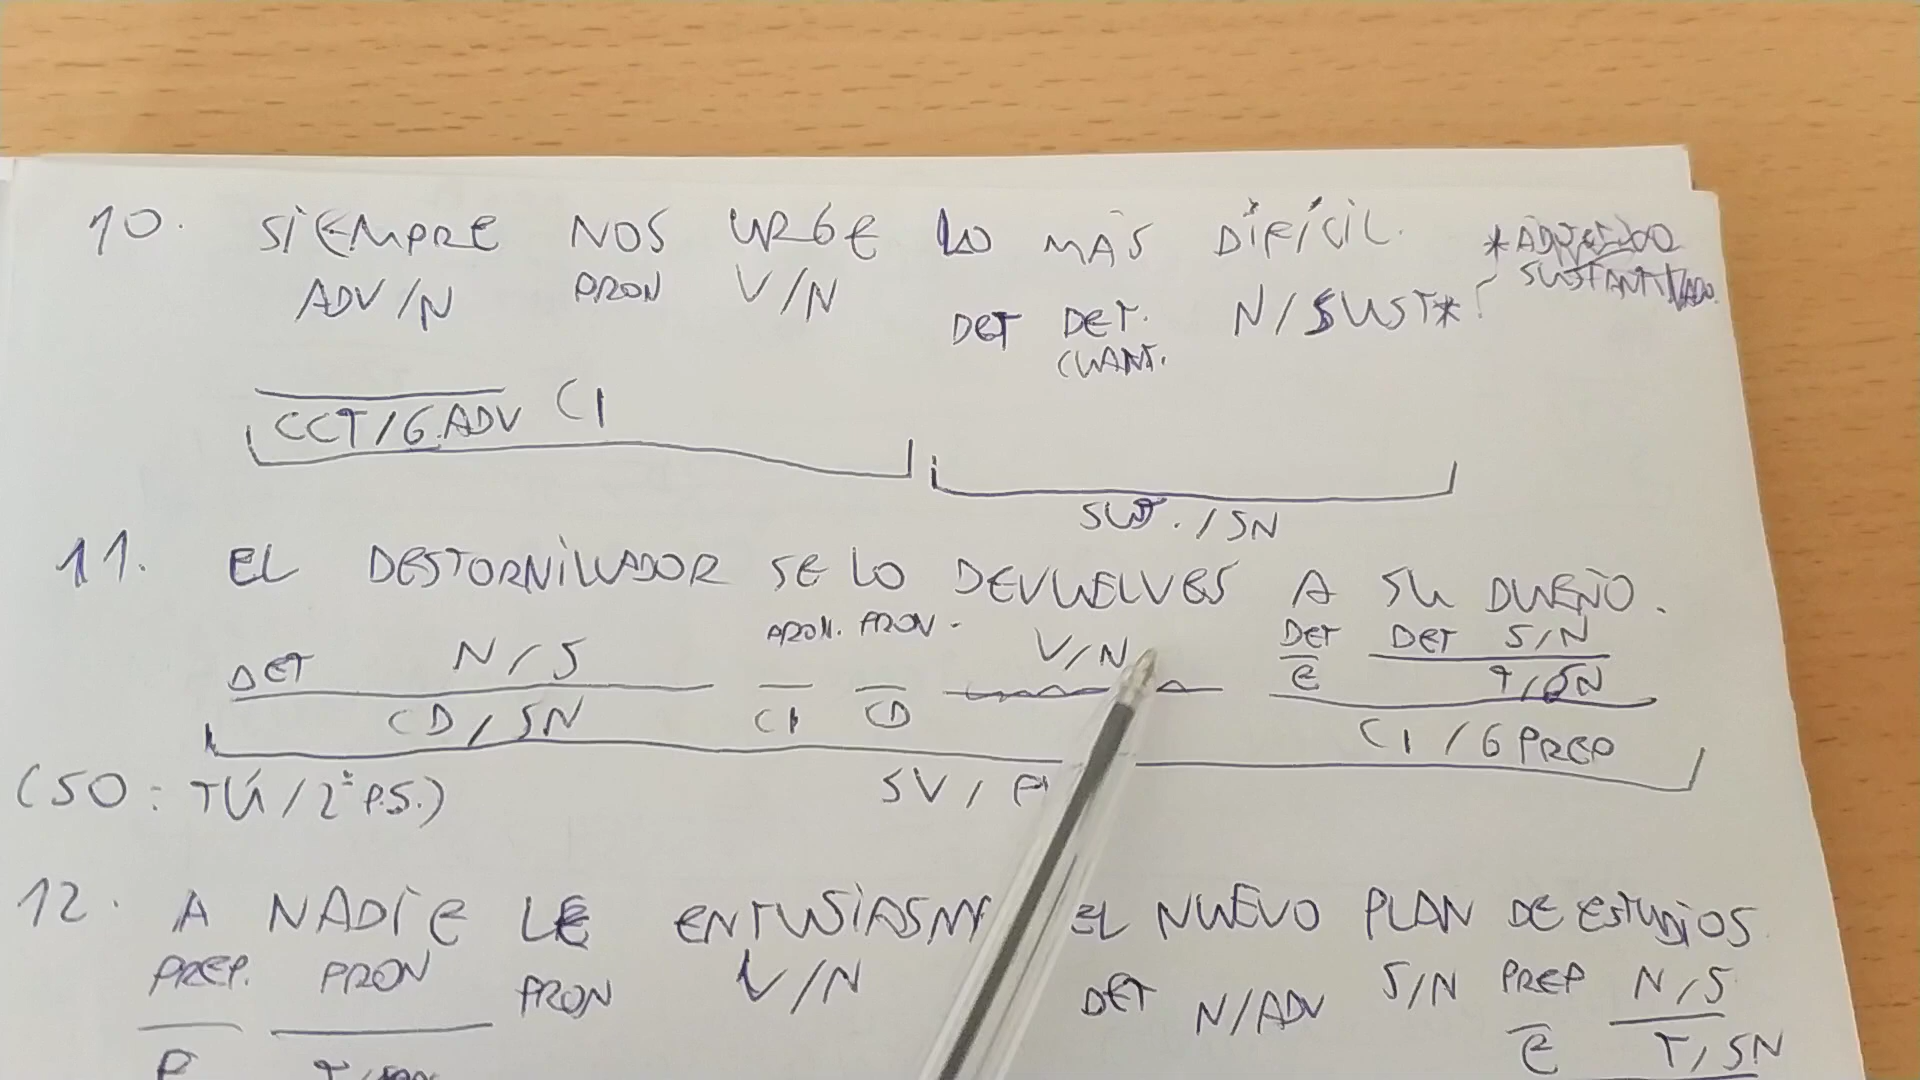 10. SIEMPRE NOS URGE LO MÁS DIFÍCIL. *ADJETIVO
ADV/N PRON V/N DET DET. N/SUST* SUSTANTIVADO
CUANT.
CCT/G.ADV CI
SUJ./SN
11. EL DESTORNILLADOR SE LO DEVUELVES A SU DUEÑO.
DET N/S PRON. PRON. V/N DET DET S/N
E T/SN
CD/SN CI CD CI/G PREP
(SO: TÚ/2ª P.S.) SV/P
12. A NADIE LE ENTUSIASM EL NUEVO PLAN DE ESTUDIOS
PREP. PRON PRON V/N DET N/ADV S/N PREP N/S
E T/SN